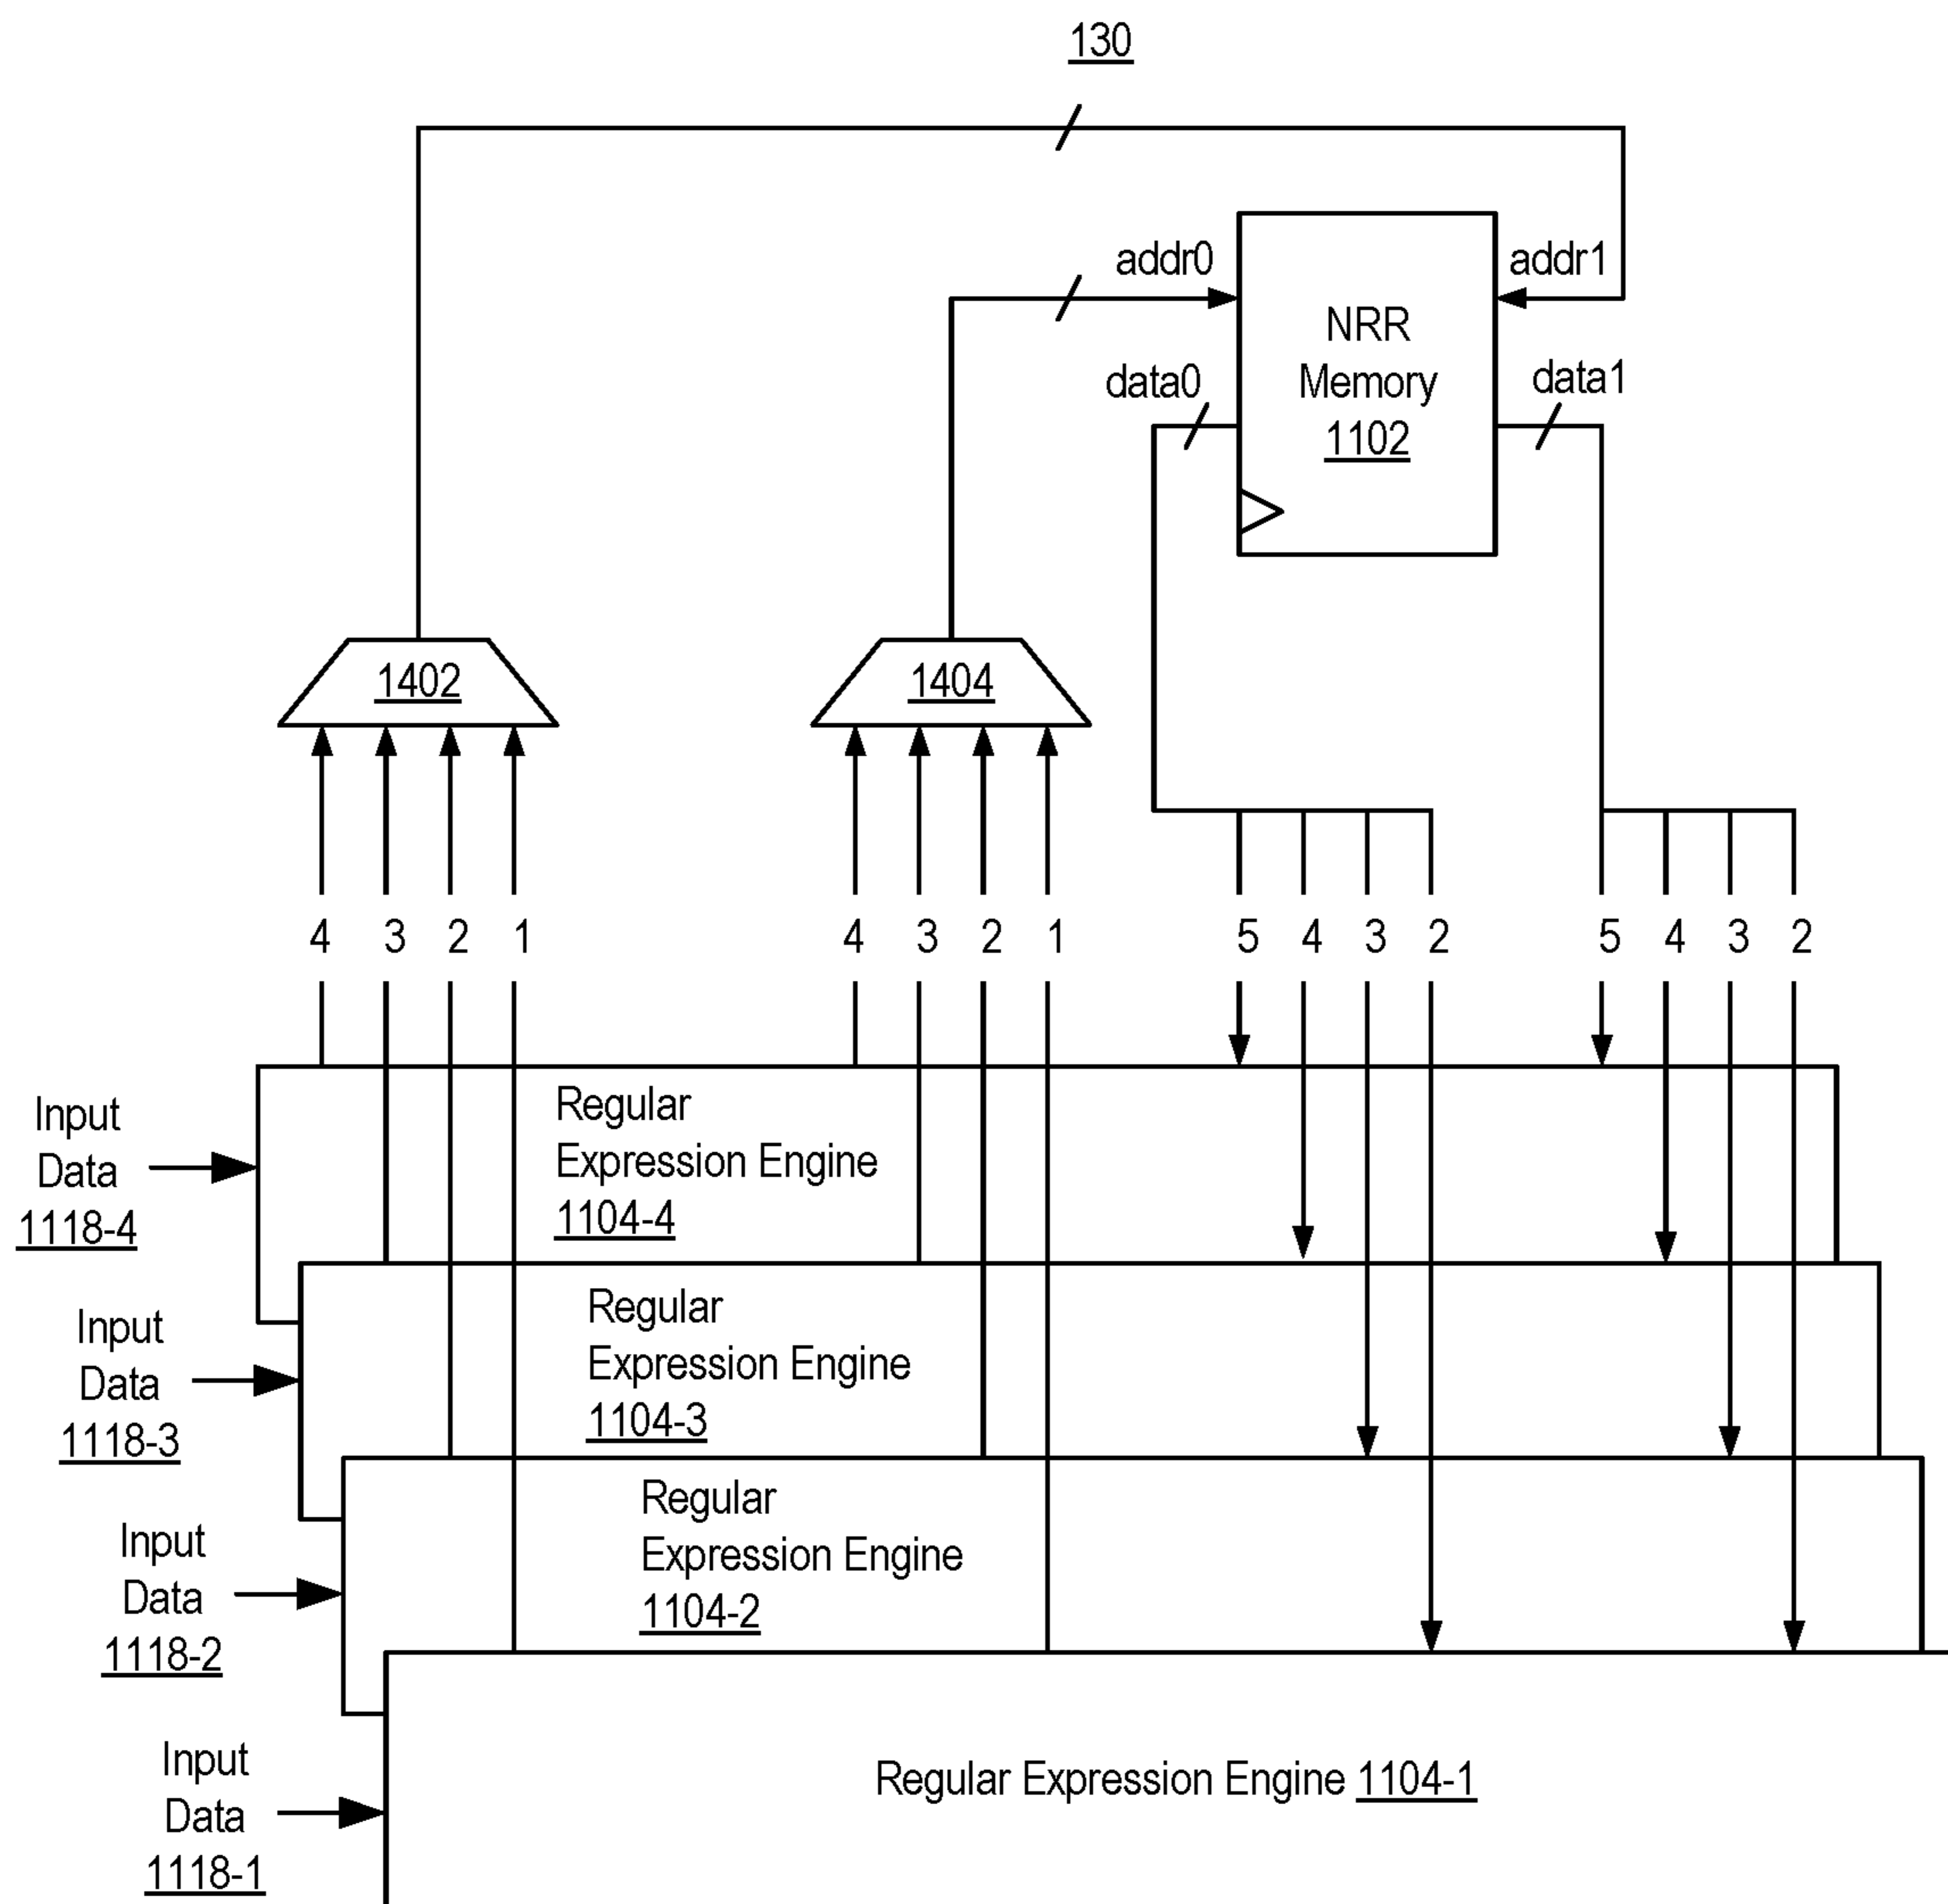 130
addr0
addr1
NRR
Memory
1102
data0
data1
1402
1404
4 3 2 1 4 3 2 1 5 4 3 2 5 4 3 2
Input
Data
1118-4
Regular
Expression Engine
1104-4
Input
Data
1118-3
Regular
Expression Engine
1104-3
Input
Data
1118-2
Regular
Expression Engine
1104-2
Input
Data
1118-1
Regular Expression Engine 1104-1